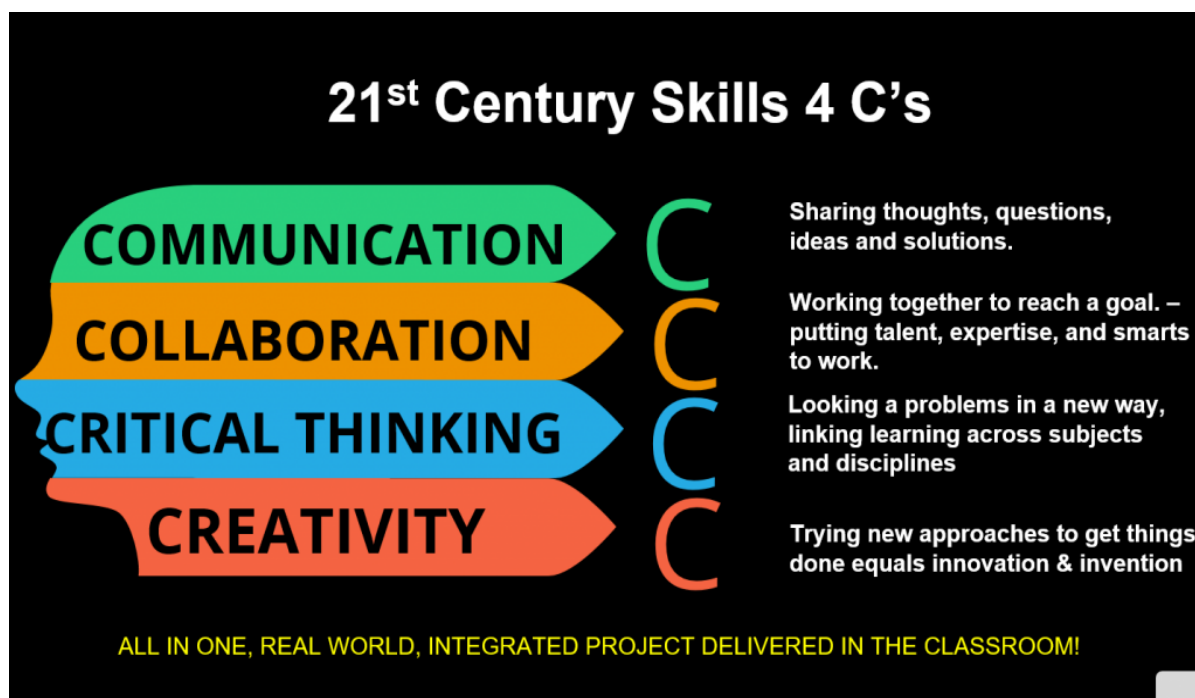 21st Century Skills 4 C’s
COMMUNICATION
C
Sharing thoughts, questions,
ideas and solutions.
COLLABORATION
C
Working together to reach a goal. –
putting talent, expertise, and smarts
to work.
CRITICAL THINKING
C
Looking a problems in a new way,
linking learning across subjects
and disciplines
CREATIVITY
C
Trying new approaches to get things
done equals innovation & invention
ALL IN ONE, REAL WORLD, INTEGRATED PROJECT DELIVERED IN THE CLASSROOM!